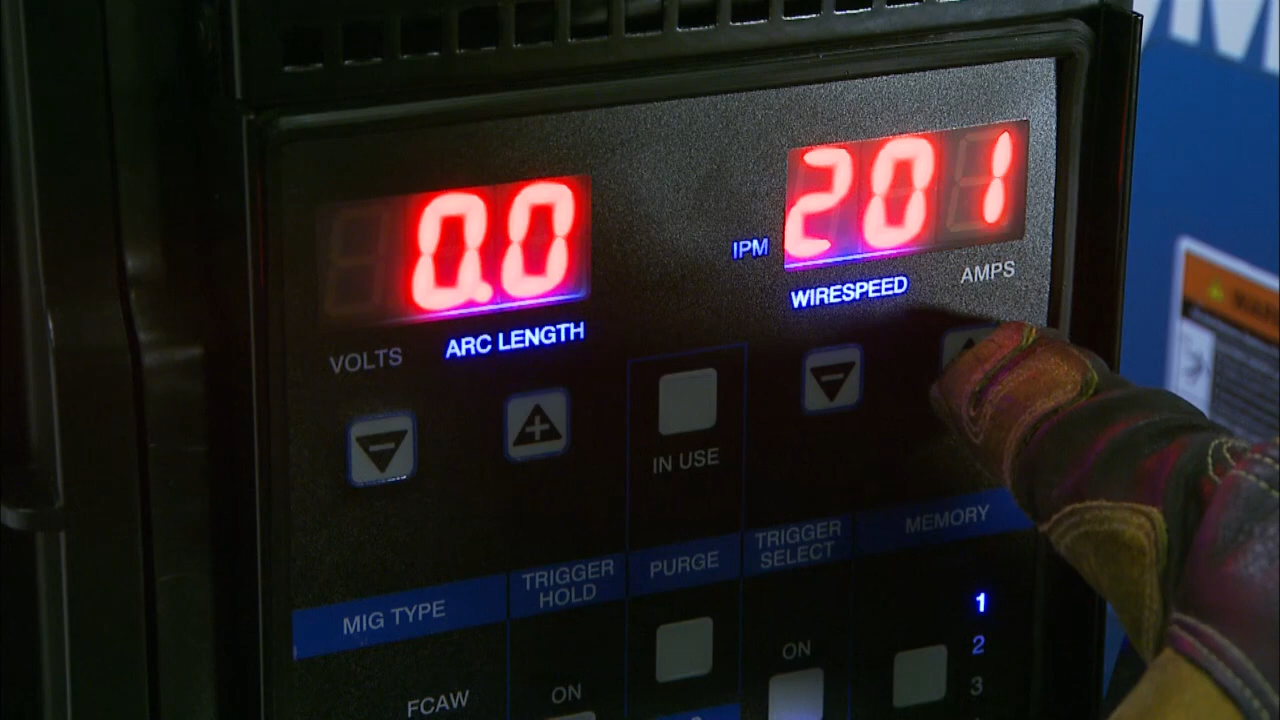 0.0
201
IPM
VOLTS
ARC LENGTH
WIRESPEED
AMPS
IN USE
MIG TYPE
TRIGGER
HOLD
PURGE
TRIGGER
SELECT
MEMORY
1
2
3
ON
ON
FCAW